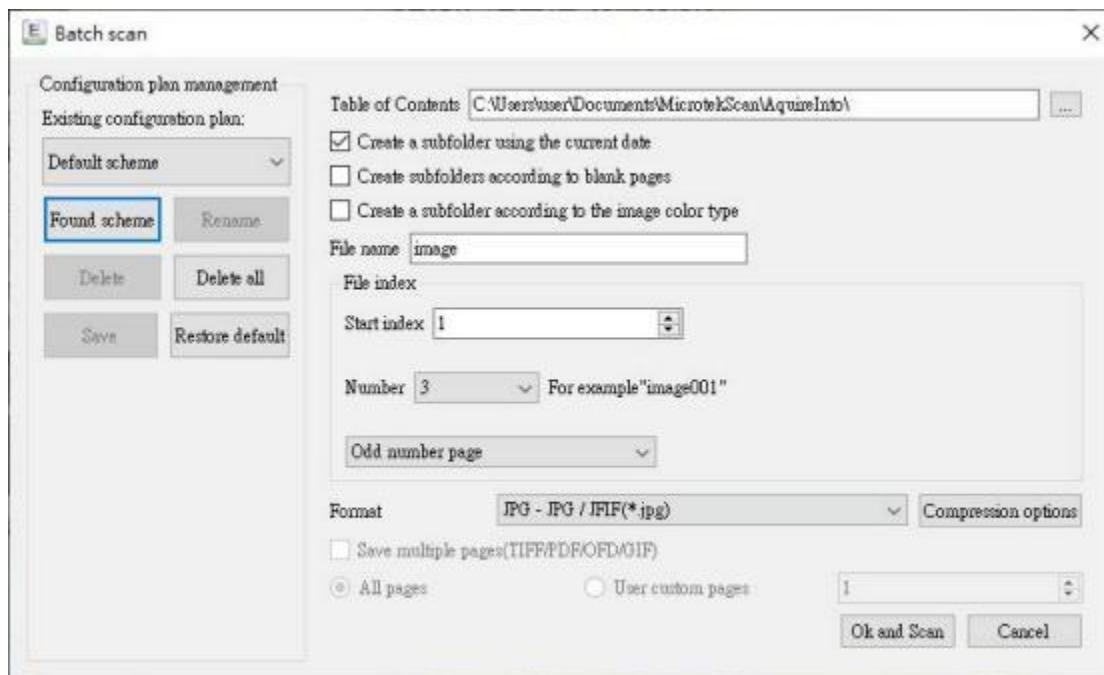 Batch scan
Configuration plan management
Existing configuration plan:
Default scheme
Found scheme
Rename
Delete
Delete all
Save
Restore default
Table of Contents C:\Users\user\Documents\MicrotekScan\AquireInto\
...
Create a subfolder using the current date
Create subfolders according to blank pages
Create a subfolder according to the image color type
File name image
File index
Start index 1
Number 3 For example"image001"
Odd number page
Format JPG - JPG / JFIF(*.jpg) Compression options
Save multiple pages(TIFF/PDF/OFD/GIF)
All pages User custom pages 1
Ok and Scan Cancel